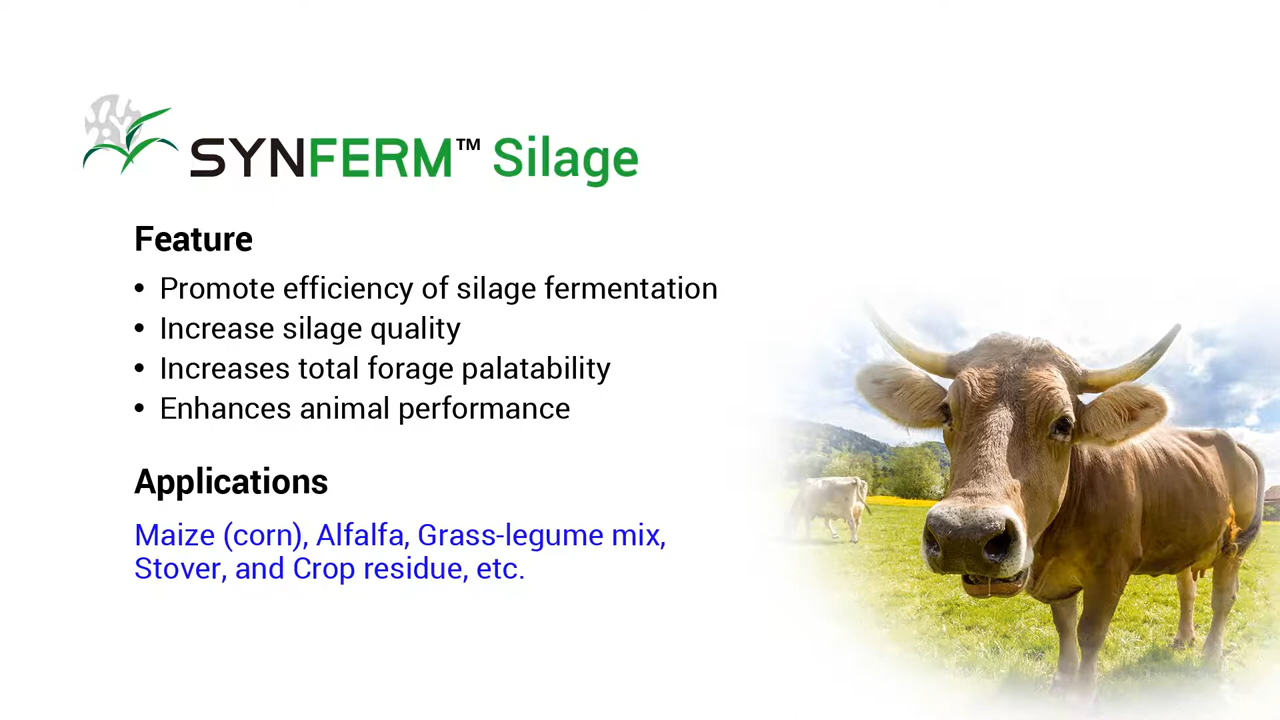 SYNFERM™ Silage
Feature
• Promote efficiency of silage fermentation
• Increase silage quality
• Increases total forage palatability
• Enhances animal performance
Applications
Maize (corn), Alfalfa, Grass-legume mix,
Stover, and Crop residue, etc.